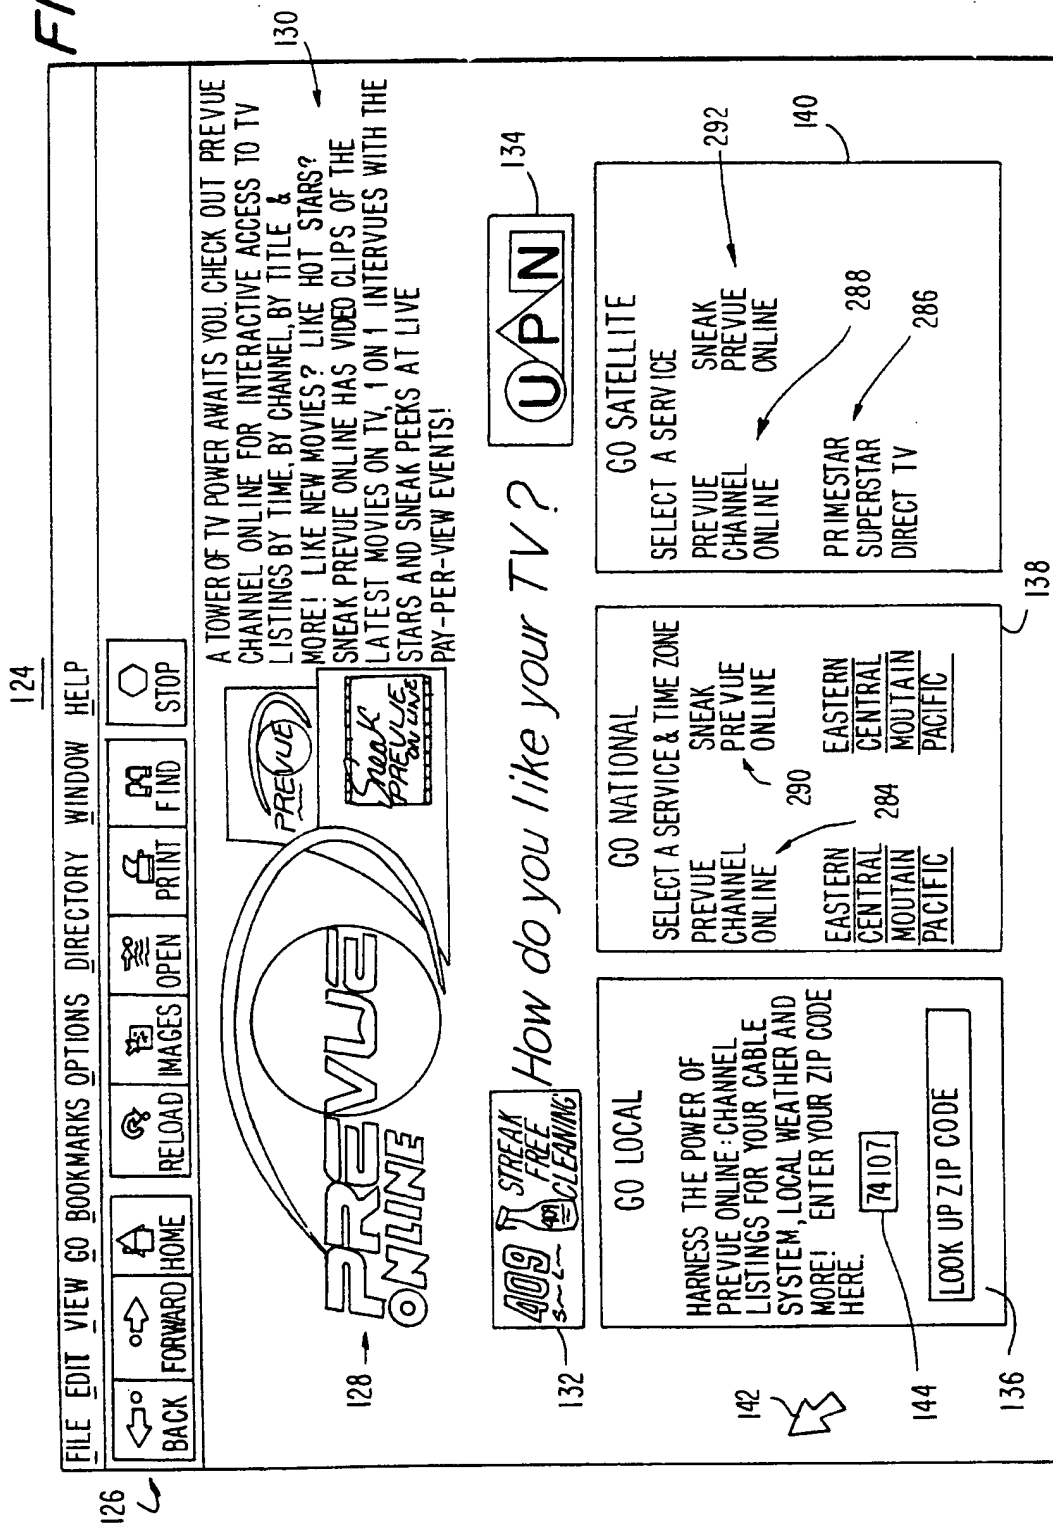 FI
124
126
FILE EDIT VIEW GO BOOKMARKS OPTIONS DIRECTORY WINDOW HELP
BACK FORWARD HOME RELOAD IMAGES OPEN PRINT FIND STOP
128
PREVUE
ONLINE
PREVUE
Sneak
PREVUE
ON LINE
130
A TOWER OF TV POWER AWAITS YOU. CHECK OUT PREVUE
CHANNEL ONLINE FOR INTERACTIVE ACCESS TO TV
LISTINGS BY TIME, BY CHANNEL, BY TITLE &
MORE! LIKE NEW MOVIES? LIKE HOT STARS?
SNEAK PREVUE ONLINE HAS VIDEO CLIPS OF THE
LATEST MOVIES ON TV, 1 ON 1 INTERVUES WITH THE
STARS AND SNEAK PEEKS AT LIVE
PAY-PER-VIEW EVENTS!
132
409
409
STREAK
FREE
CLEANING
How do you like your TV?
UPN
134
GO LOCAL
HARNESS THE POWER OF
PREVUE ONLINE: CHANNEL
LISTINGS FOR YOUR CABLE
SYSTEM, LOCAL WEATHER AND
MORE! ENTER YOUR ZIP CODE
HERE.
74107
LOOK UP ZIP CODE
142
144
136
GO NATIONAL
SELECT A SERVICE & TIME ZONE
PREVUE
CHANNEL
ONLINE
SNEAK
PREVUE
ONLINE
290
284
EASTERN
CENTRAL
MOUTAIN
PACIFIC
EASTERN
CENTRAL
MOUTAIN
PACIFIC
138
GO SATELLITE
SELECT A SERVICE
PREVUE
CHANNEL
ONLINE
SNEAK
PREVUE
ONLINE
PRIMESTAR
SUPERSTAR
DIRECT TV
292
288
286
140